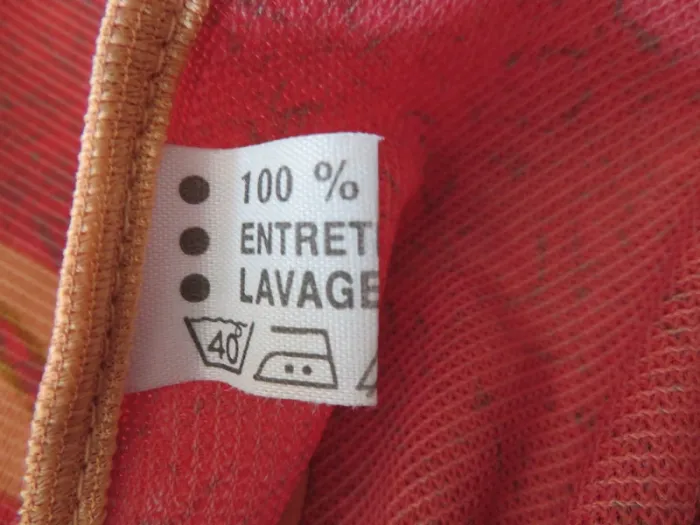 ● 100 %
● ENTRET
● LAVAGE
40